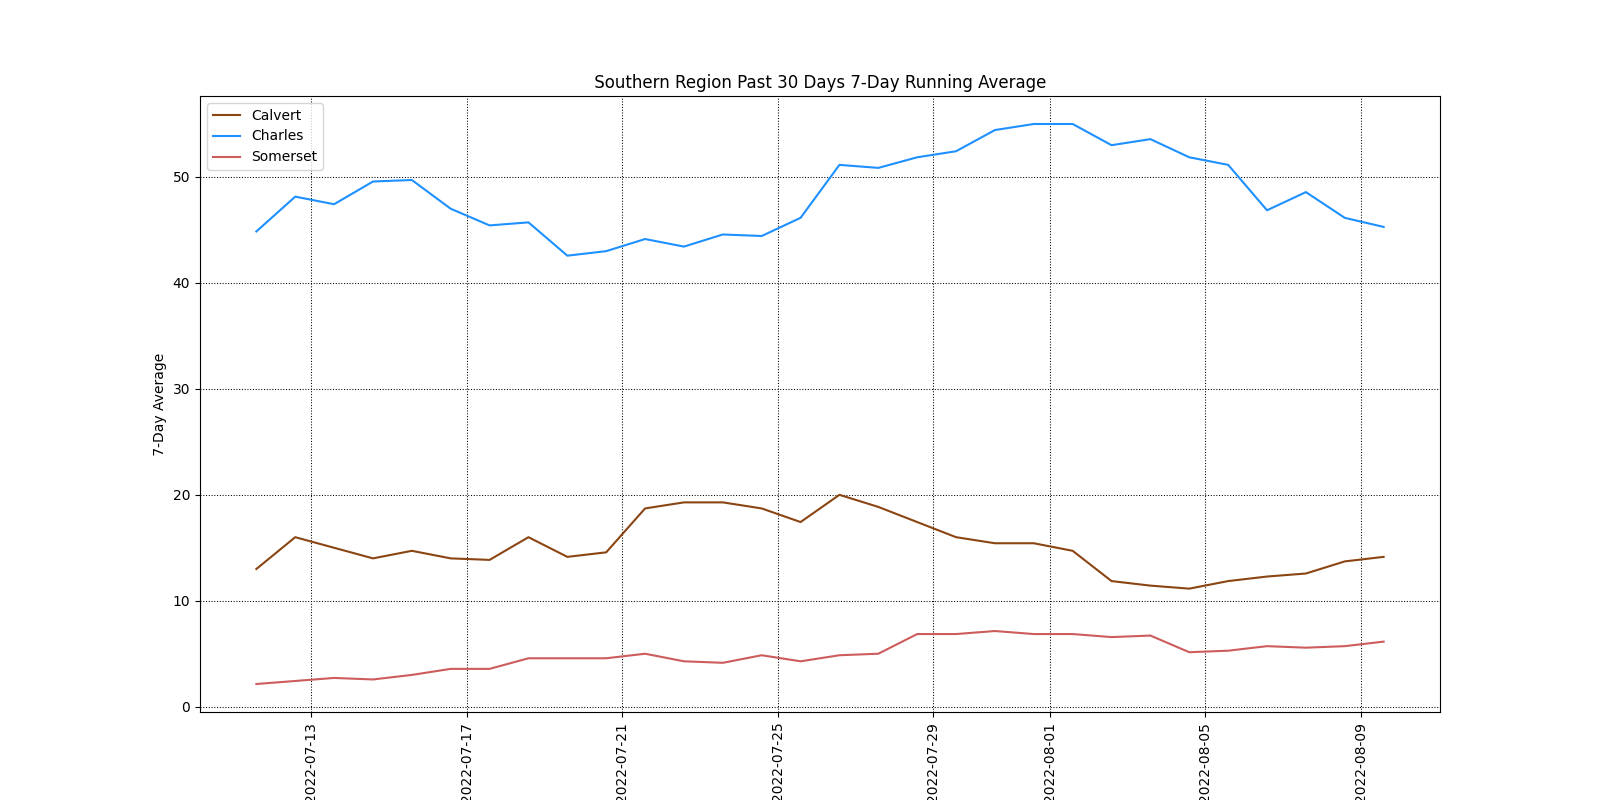 Southern Region Past 30 Days 7-Day Running Average
Calvert
Charles
Somerset
7-Day Average
50
40
30
20
10
0
2022-07-13
2022-07-17
2022-07-21
2022-07-25
2022-07-29
2022-08-01
2022-08-05
2022-08-09